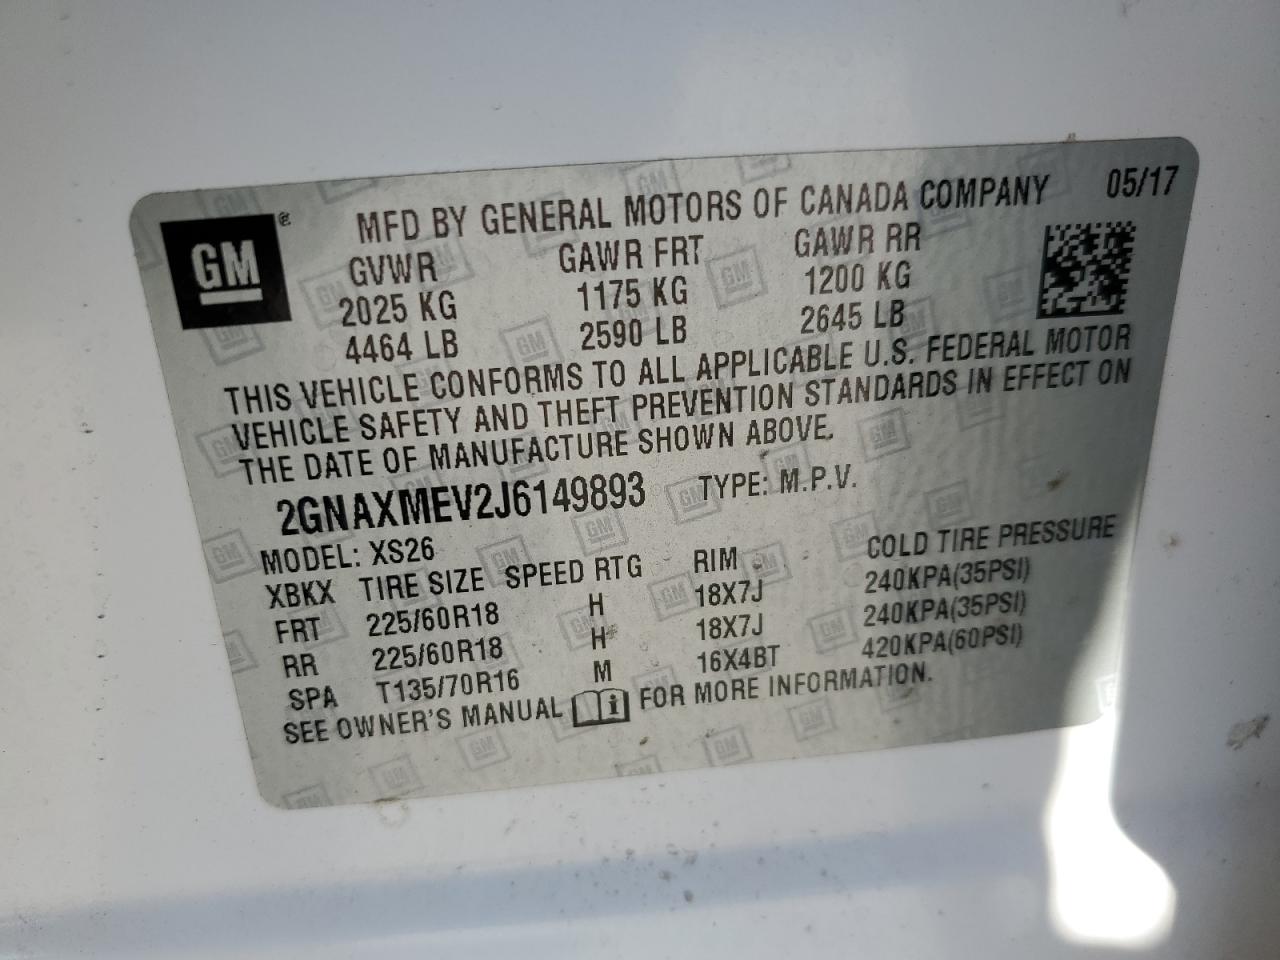 GM ®
MFD BY GENERAL MOTORS OF CANADA COMPANY 05/17
GVWR GAWR FRT GAWR RR
2025 KG 1175 KG 1200 KG
4464 LB 2590 LB 2645 LB
THIS VEHICLE CONFORMS TO ALL APPLICABLE U.S. FEDERAL MOTOR
VEHICLE SAFETY AND THEFT PREVENTION STANDARDS IN EFFECT ON
THE DATE OF MANUFACTURE SHOWN ABOVE.
2GNAXMEV2J6149893 TYPE: M.P.V.
MODEL: XS26
XBKX TIRE SIZE SPEED RTG RIM COLD TIRE PRESSURE
FRT 225/60R18 H 18X7J 240KPA(35PSI)
RR 225/60R18 H 18X7J 240KPA(35PSI)
SPA T135/70R16 M 16X4BT 420KPA(60PSI)
SEE OWNER'S MANUAL i FOR MORE INFORMATION.